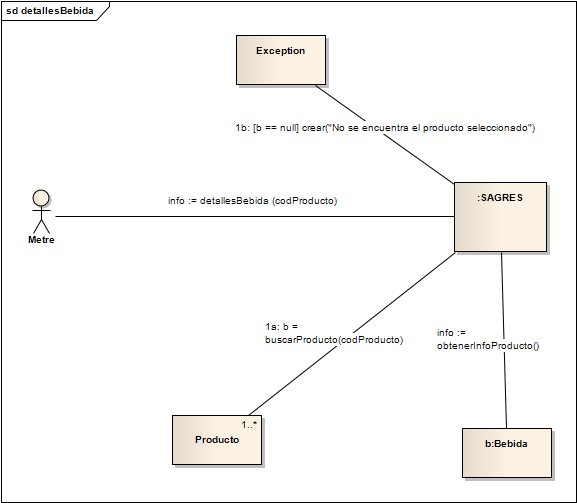 sd detallesBebida
Exception
1b: [b == null] crear("No se encuentra el producto seleccionado")
:SAGRES
info := detallesBebida (codProducto)
Metre
1a: b =
buscarProducto(codProducto)
info :=
obtenerInfoProducto()
1..*
Producto
b:Bebida